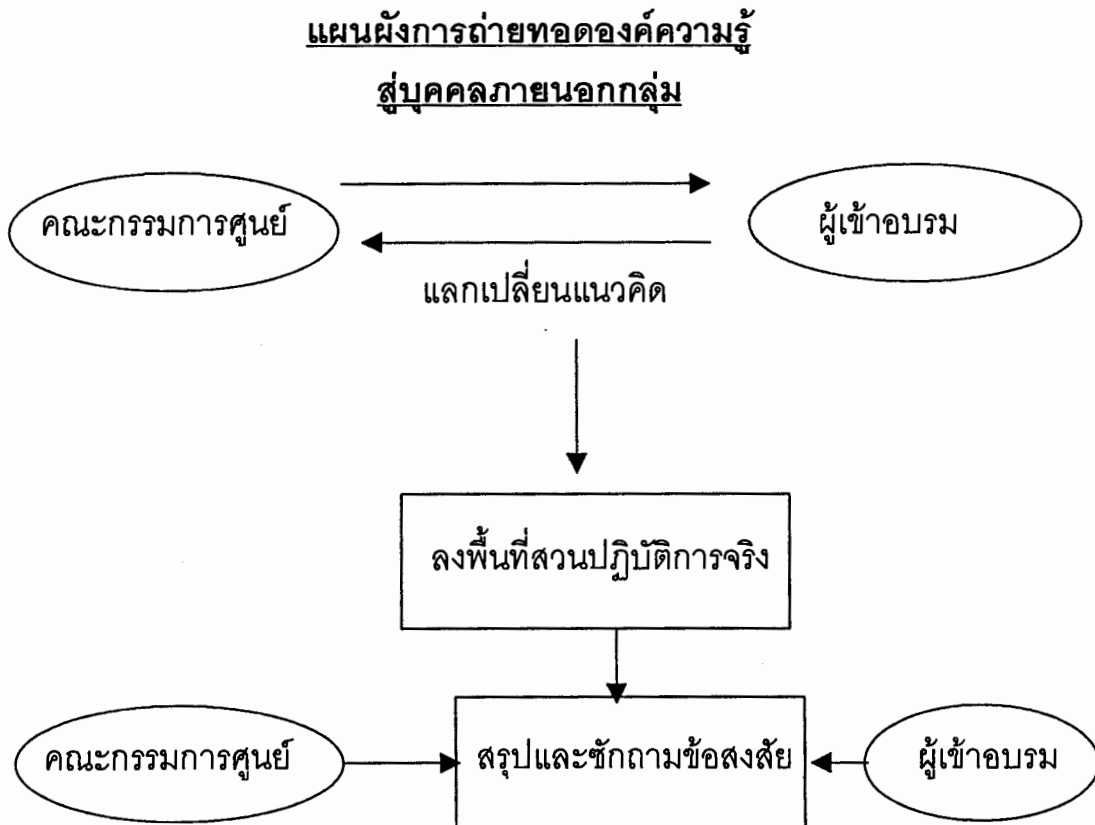 แผนผังการถ่ายทอดองค์ความรู้
สู่บุคคลภายนอกกลุ่ม
คณะกรรมการศูนย์
ผู้เข้าอบรม
แลกเปลี่ยนแนวคิด
ลงพื้นที่สวนปฏิบัติการจริง
คณะกรรมการศูนย์
สรุปและซักถามข้อสงสัย
ผู้เข้าอบรม